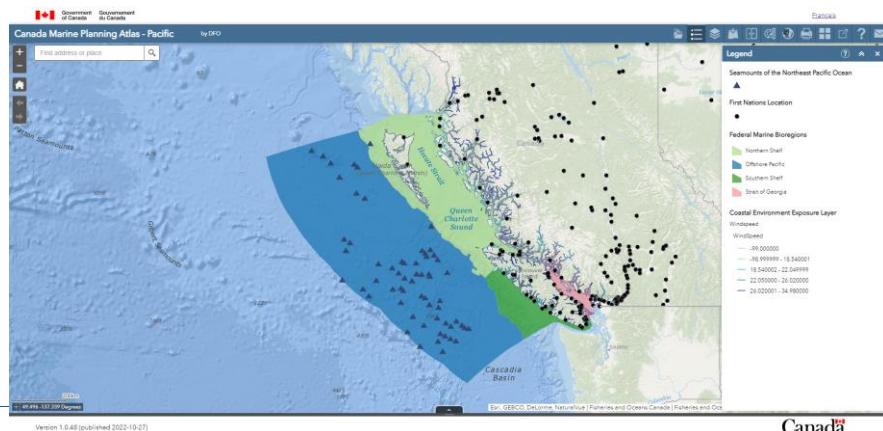 Government of Canada
Gouvernement du Canada
Français
Canada Marine Planning Atlas - Pacific
by DFO
Find address or place
Legend
Seamounts of the Northeast Pacific Ocean
First Nations Location
Federal Marine Bioregions
Northern Shelf
Offshore Pacific
Southern Shelf
Strait of Georgia
Coastal Environment Exposure Layer
Windspeed
WindSpeed
-99.000000
-98.999999 - 18.540001
18.540002 - 22.049999
22.050000 - 26.020000
26.020001 - 34.980000
Hecate Strait
Queen
Charlotte
Sound
Cascadia
Basin
Esri, GEBCO, DeLorme, NaturalVue | Fisheries and Oceans Canada | Fisheries and Oce
Version 1.0.48 (published 2022-10-27)
Canada